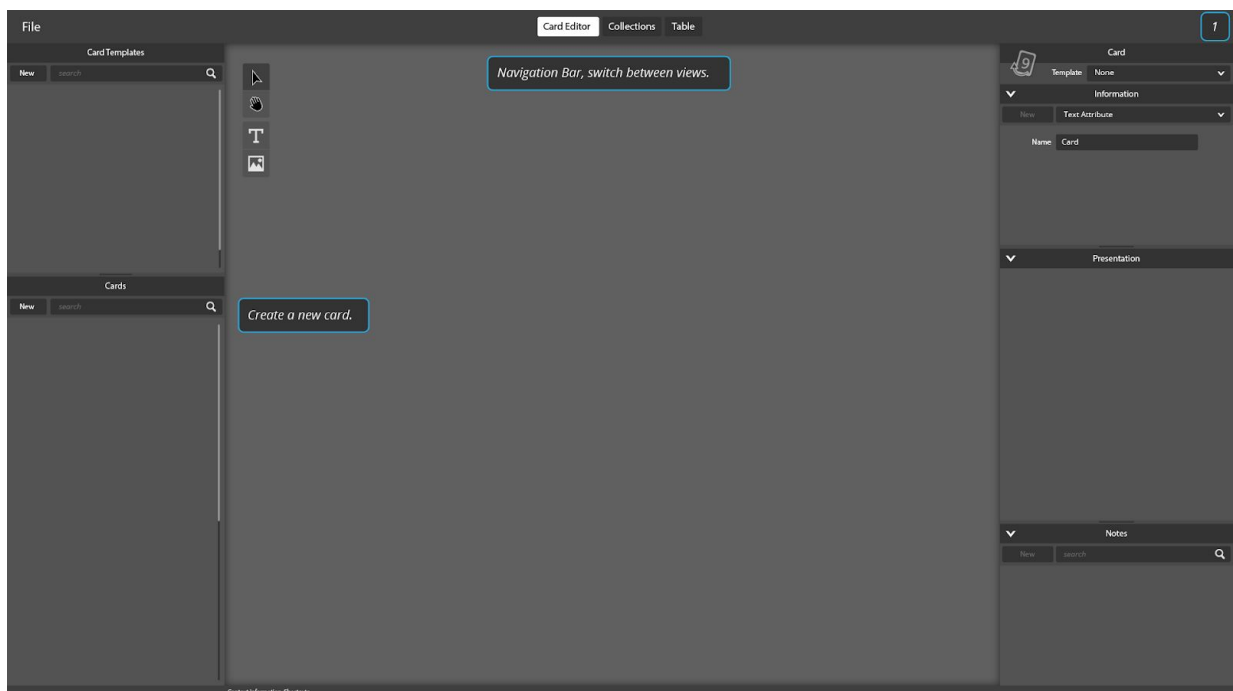 File
Card Editor Collections Table
1
Card Templates
New search
Navigation Bar, switch between views.
T
Cards
New search
Create a new card.
9
Card
Template None
Information
New Text Attribute
Name Card
Presentation
Notes
New search